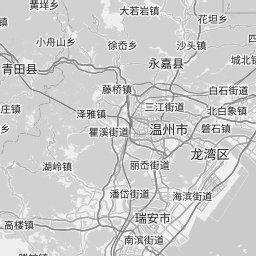 黄垟乡
大若岩镇
花坦乡
小舟山乡
徐岙乡
沙头镇
永嘉县
城北
青田县
藤桥镇
白石街道
三江街道
北白象镇
庄镇
泽雅镇
瞿溪街道
温州市
磐石镇
龙湾区
湖岭镇
丽岙街道
潘岱街道
海滨街道
高楼镇
瑞安市
南滨街道